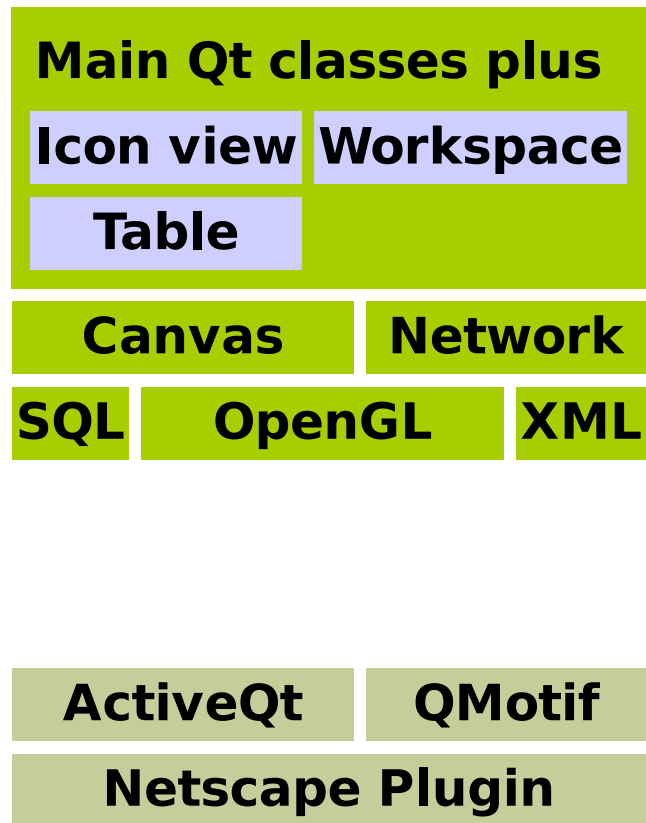 Main Qt classes plus
Icon view Workspace
Table
Canvas Network
SQL OpenGL XML
ActiveQt QMotif
Netscape Plugin